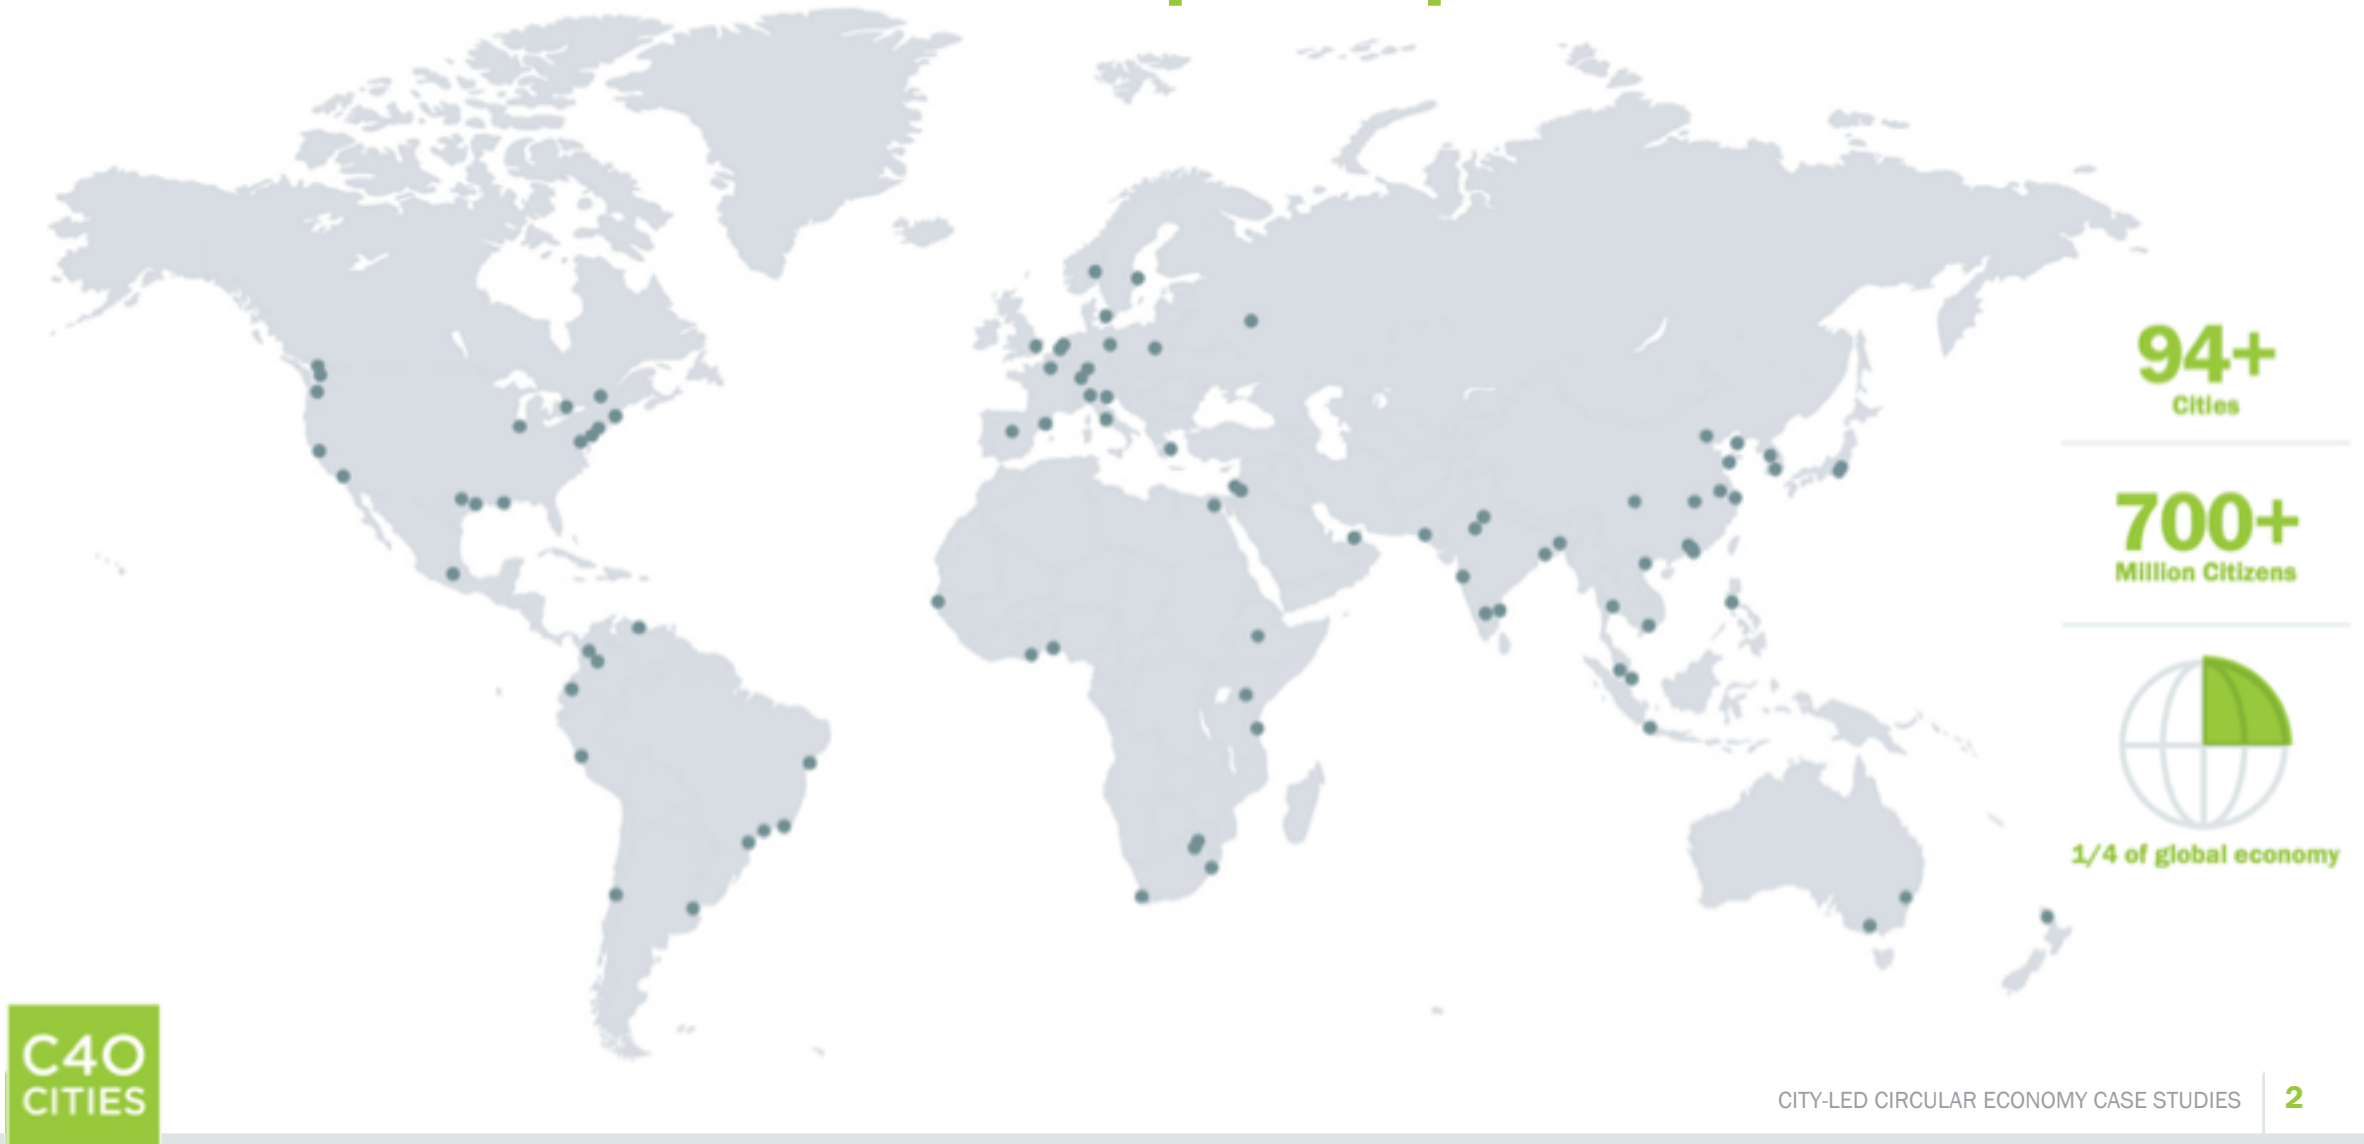 94+
Cities
700+
Million Citizens
1/4 of global economy
C40
CITIES
CITY-LED CIRCULAR ECONOMY CASE STUDIES
2